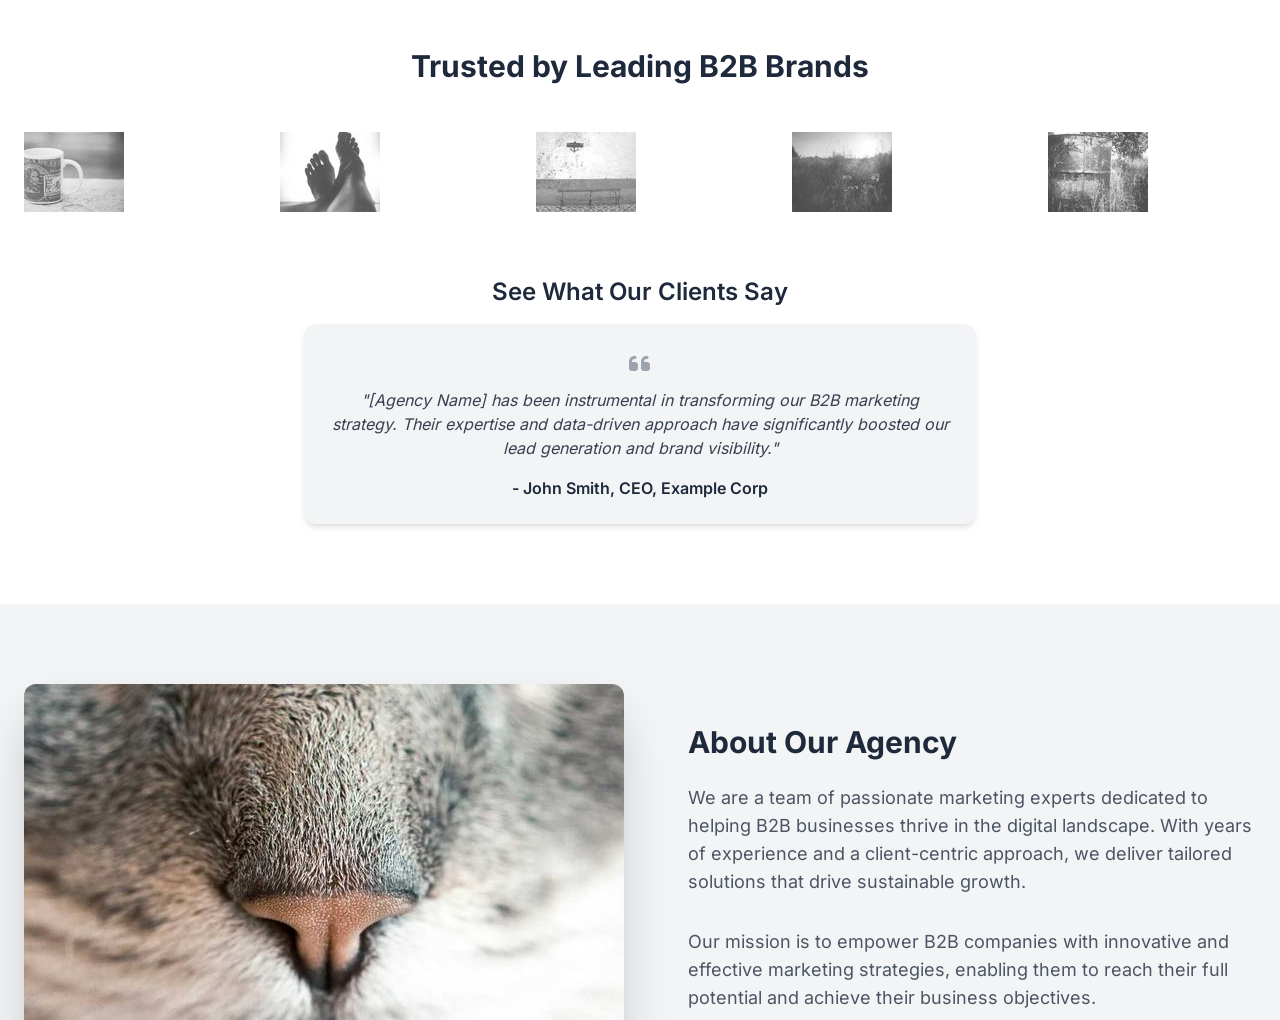 Trusted by Leading B2B Brands
See What Our Clients Say
"[Agency Name] has been instrumental in transforming our B2B marketing
strategy. Their expertise and data-driven approach have significantly boosted our
lead generation and brand visibility."
- John Smith, CEO, Example Corp
About Our Agency
We are a team of passionate marketing experts dedicated to
helping B2B businesses thrive in the digital landscape. With years
of experience and a client-centric approach, we deliver tailored
solutions that drive sustainable growth.
Our mission is to empower B2B companies with innovative and
effective marketing strategies, enabling them to reach their full
potential and achieve their business objectives.